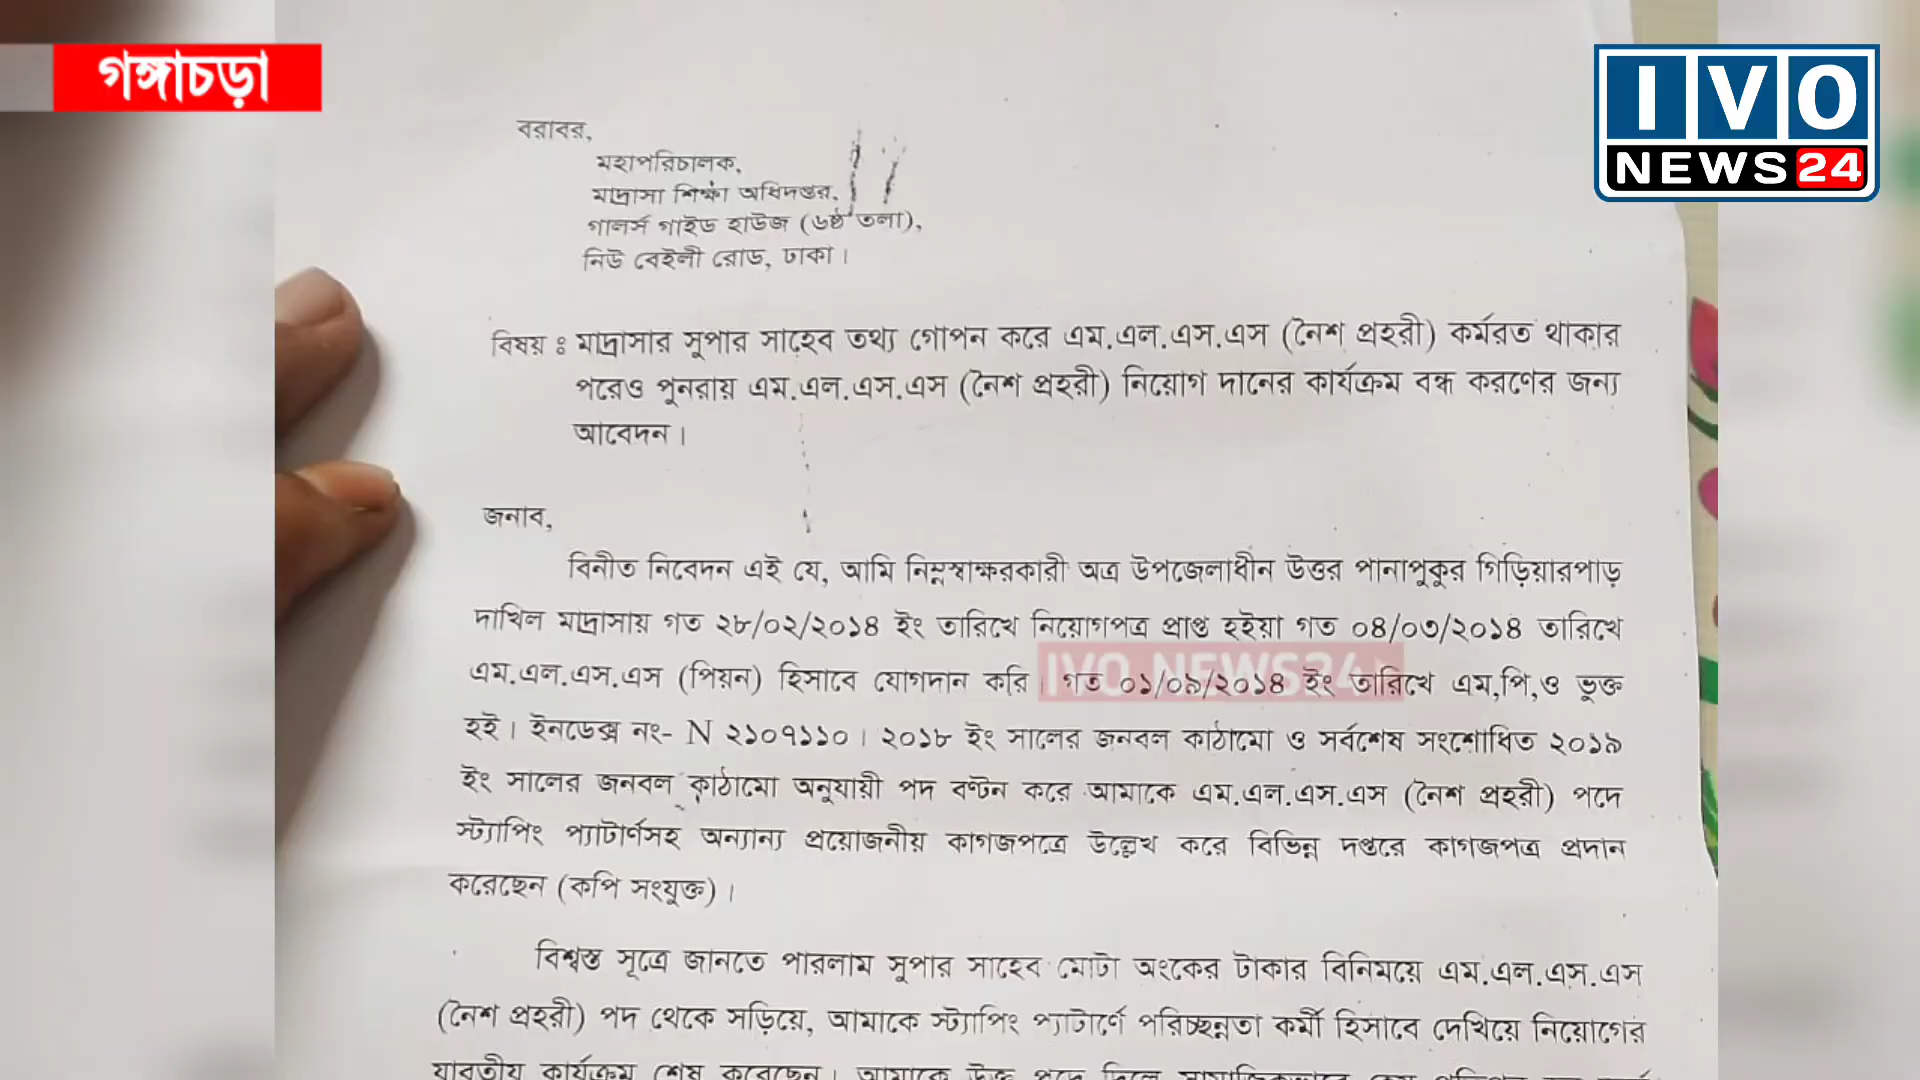 গঙ্গাচড়া
IVO
NEWS24
বরাবর,
মহাপরিচালক,
মাদ্রাসা শিক্ষা অধিদপ্তর,
গালর্স গাইড হাউজ (৬ষ্ঠ তলা),
নিউ বেইলী রোড, ঢাকা।
বিষয় ঃ মাদ্রাসার সুপার সাহেব তথ্য গোপন করে এম.এল.এস.এস (নৈশ প্রহরী) কর্মরত থাকার
পরেও পুনরায় এম.এল.এস.এস (নৈশ প্রহরী) নিয়োগ দানের কার্যক্রম বন্ধ করণের জন্য
আবেদন।
জনাব,
বিনীত নিবেদন এই যে, আমি নিম্নস্বাক্ষরকারী অত্র উপজেলাধীন উত্তর পানাপুকুর গিড়িয়ারপাড়
দাখিল মাদ্রাসায় গত ২৮/০২/২০১৪ ইং তারিখে নিয়োগপত্র প্রাপ্ত হইয়া গত ০৪/০৩/২০১৪ তারিখে
এম.এল.এস.এস (পিয়ন) হিসাবে যোগদান করি। গত ০১/০৯/২০১৪ ইং তারিখে এম,পি,ও ভুক্ত
IVO NEWS24
হই। ইনডেক্স নং- N ২১০৭১১০। ২০১৮ ইং সালের জনবল কাঠামো ও সর্বশেষ সংশোধিত ২০১৯
ইং সালের জনবল কাঠামো অনুযায়ী পদ বণ্টন করে আমাকে এম.এল.এস.এস (নৈশ প্রহরী) পদে
স্ট্যাপিং প্যাটার্ণসহ অন্যান্য প্রয়োজনীয় কাগজপত্রে উল্লেখ করে বিভিন্ন দপ্তরে কাগজপত্র প্রদান
করেছেন (কপি সংযুক্ত)।
বিশ্বস্ত সূত্রে জানতে পারলাম সুপার সাহেব মোটা অংকের টাকার বিনিময়ে এম.এল.এস.এস
(নৈশ প্রহরী) পদ থেকে সড়িয়ে, আমাকে স্ট্যাপিং প্যাটার্ণে পরিচ্ছন্নতা কর্মী হিসাবে দেখিয়ে নিয়োগের
যাবতীয় কার্যক্রম শেষ করেছেন। আমাকে উক্ত পদে দিলে